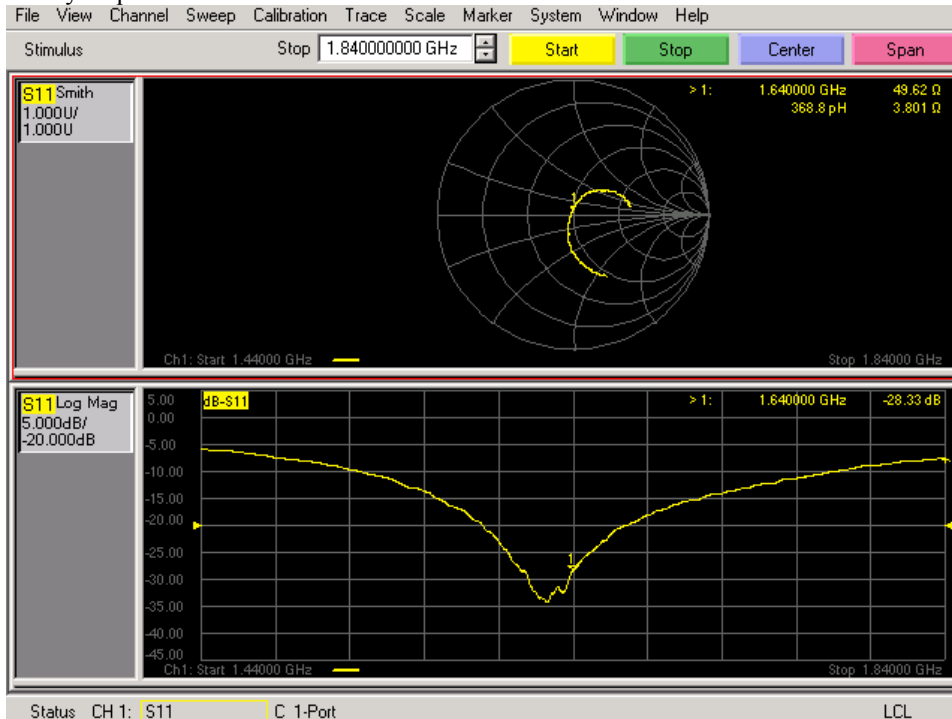 File View Channel Sweep Calibration Trace Scale Marker System Window Help
Stimulus Stop 1.840000000 GHz Start Stop Center Span
S11 Smith
1.000U/
1.000U
> 1: 1.640000 GHz 49.62 Ω
368.8 pH 3.801 Ω
1
Ch1: Start 1.44000 GHz Stop 1.84000 GHz
S11 Log Mag
5.000dB/
-20.000dB
5.00 dB-S11 > 1: 1.640000 GHz -28.33 dB
0.00
-5.00
-10.00
-15.00
-20.00
-25.00
1
-30.00
-35.00
-40.00
-45.00
Ch1: Start 1.44000 GHz Stop 1.84000 GHz
Status CH 1: S11 C 1-Port LCL